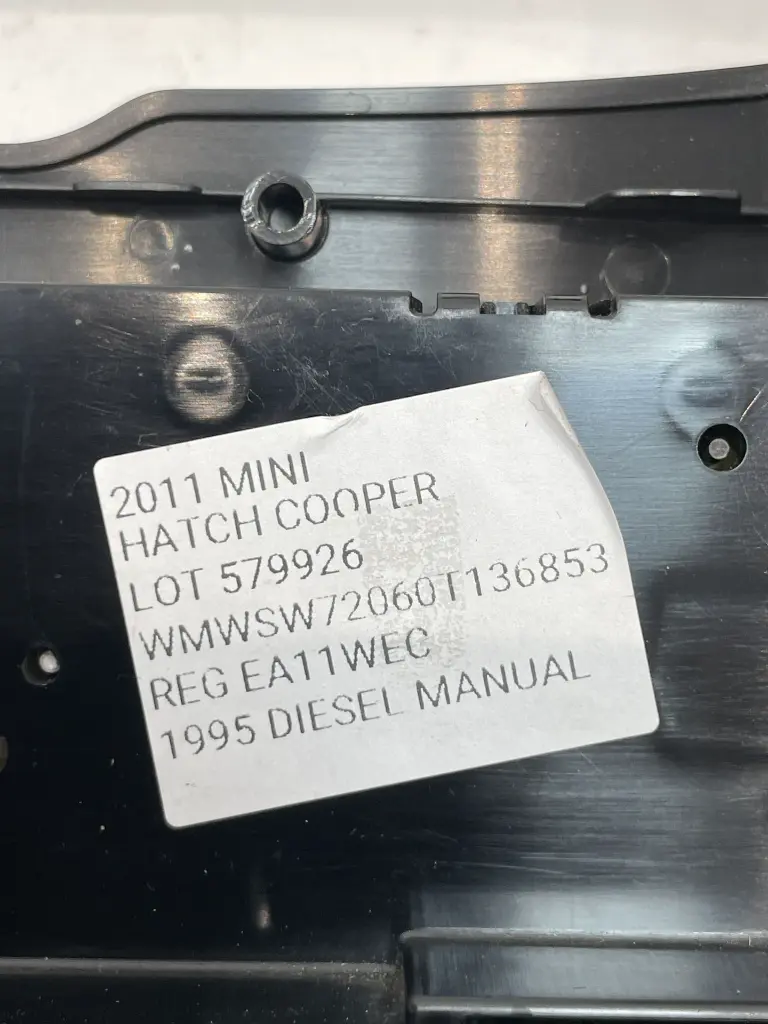 2011 MINI
HATCH COOPER
LOT 579926
WMWSW72060T136853
REG EA11WEC
1995 DIESEL MANUAL